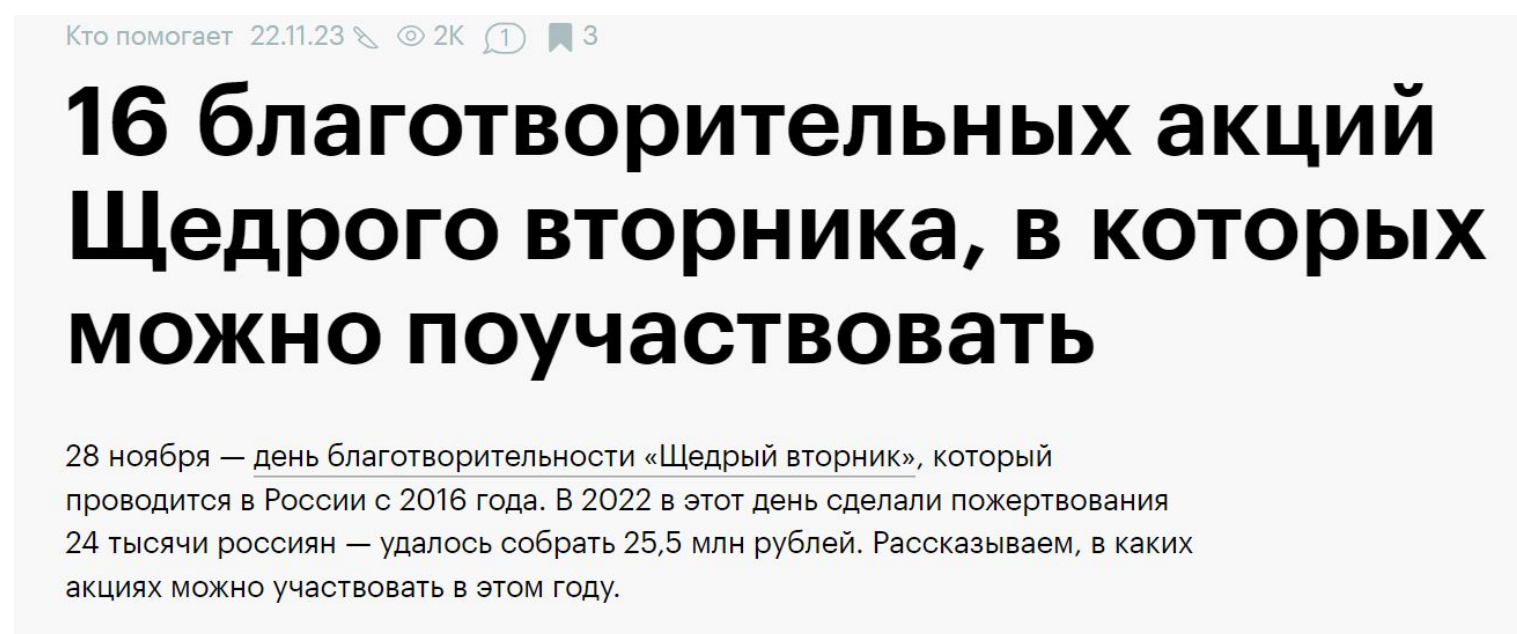 Кто помогает 22.11.23 2K 1 3
16 благотворительных акций
Щедрого вторника, в которых
можно поучаствовать
28 ноября — день благотворительности «Щедрый вторник», который
проводится в России с 2016 года. В 2022 в этот день сделали пожертвования
24 тысячи россиян — удалось собрать 25,5 млн рублей. Рассказываем, в каких
акциях можно участвовать в этом году.